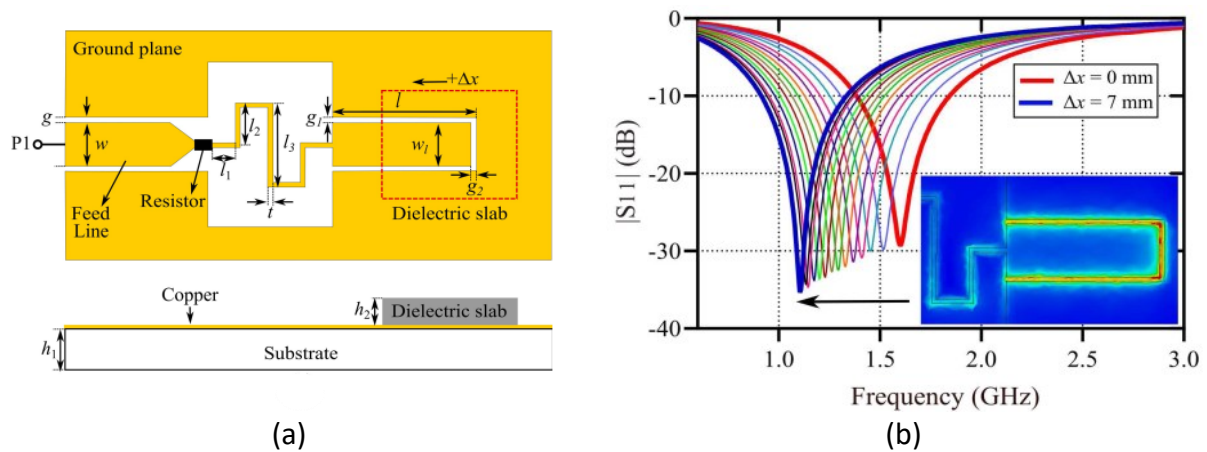 Ground plane
+Δx
l
g
P1
w
l₁
l₂
l₃
t
g₁
wₗ
g₂
Resistor
Feed
Line
Dielectric slab
Copper
h₂
Dielectric slab
h₁
Substrate
(a)
|S11| (dB)
0
-10
-20
-30
-40
Δx = 0 mm
Δx = 7 mm
1.0
1.5
2.0
2.5
3.0
Frequency (GHz)
(b)